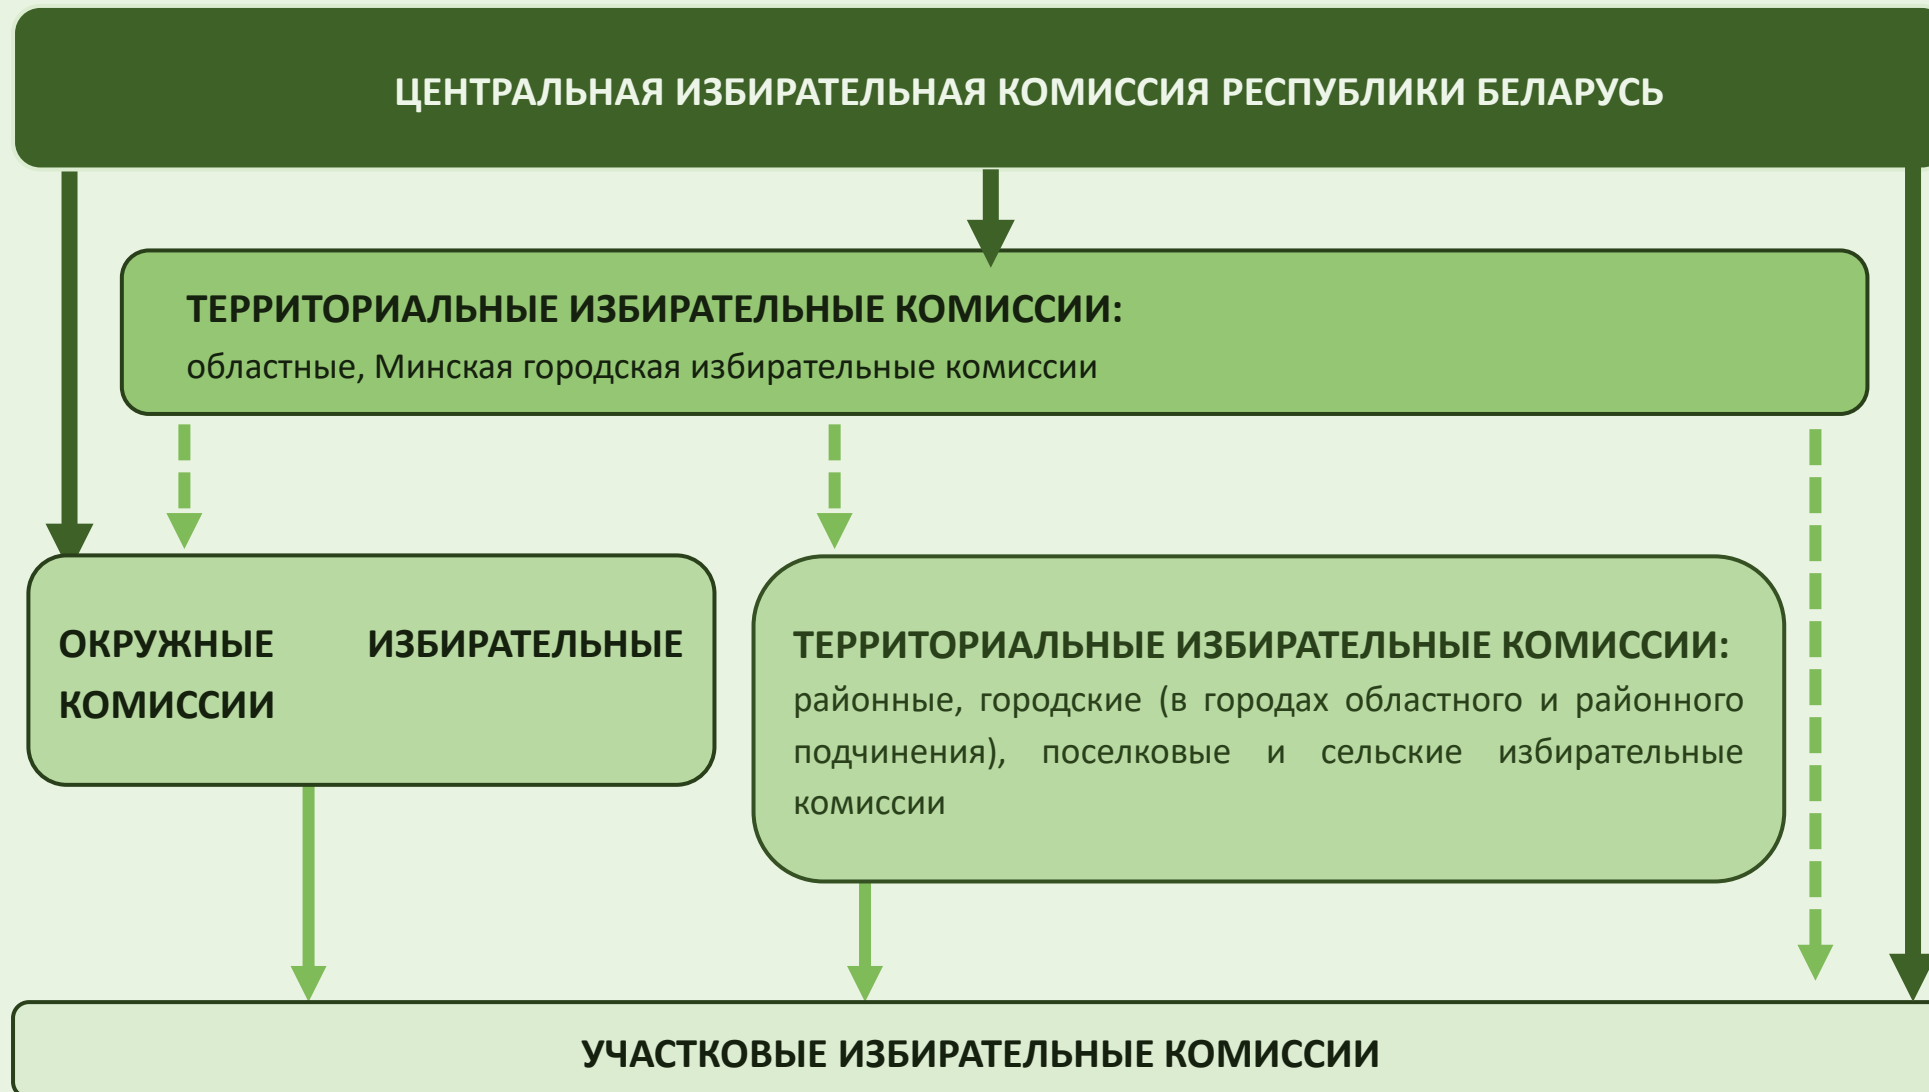 ЦЕНТРАЛЬНАЯ ИЗБИРАТЕЛЬНАЯ КОМИССИЯ РЕСПУБЛИКИ БЕЛАРУСЬ
ТЕРРИТОРИАЛЬНЫЕ ИЗБИРАТЕЛЬНЫЕ КОМИССИИ:
областные, Минская городская избирательные комиссии
ОКРУЖНЫЕ ИЗБИРАТЕЛЬНЫЕ
КОМИССИИ
ТЕРРИТОРИАЛЬНЫЕ ИЗБИРАТЕЛЬНЫЕ КОМИССИИ:
районные, городские (в городах областного и районного
подчинения), поселковые и сельские избирательные
комиссии
УЧАСТКОВЫЕ ИЗБИРАТЕЛЬНЫЕ КОМИССИИ